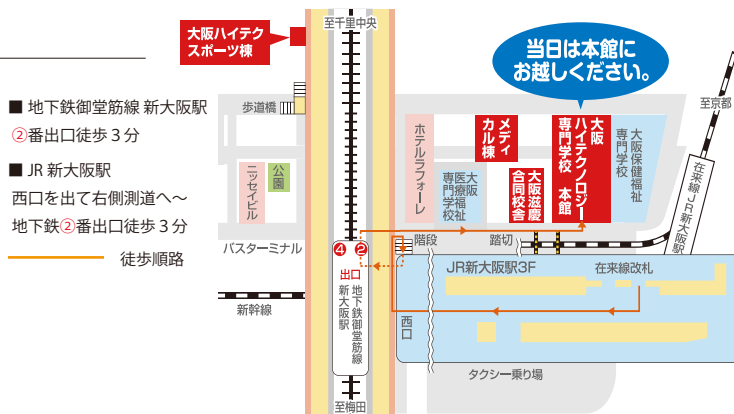 大阪ハイテク
スポーツ棟
至千里中央
当日は本館に
お越しください。
■ 地下鉄御堂筋線 新大阪駅
②番出口徒歩 3 分
■ JR 新大阪駅
西口を出て右側測道へ～
地下鉄②番出口徒歩 3 分
徒歩順路
歩道橋
ニッセイビル
公園
バスターミナル
新幹線
ホテルラフォーレ
メディ
カル棟
大阪
ハイテクノロジー
専門学校 本館
大阪保健福祉
専門学校
至京都
大阪
医療福祉
専門学校
大阪滋慶
合同校舎
在来線JR新大阪駅
④
②
出口
地下鉄御堂筋線
新大阪駅
階段
踏切
JR新大阪駅3F
在来線改札
西口
タクシー乗り場
至梅田